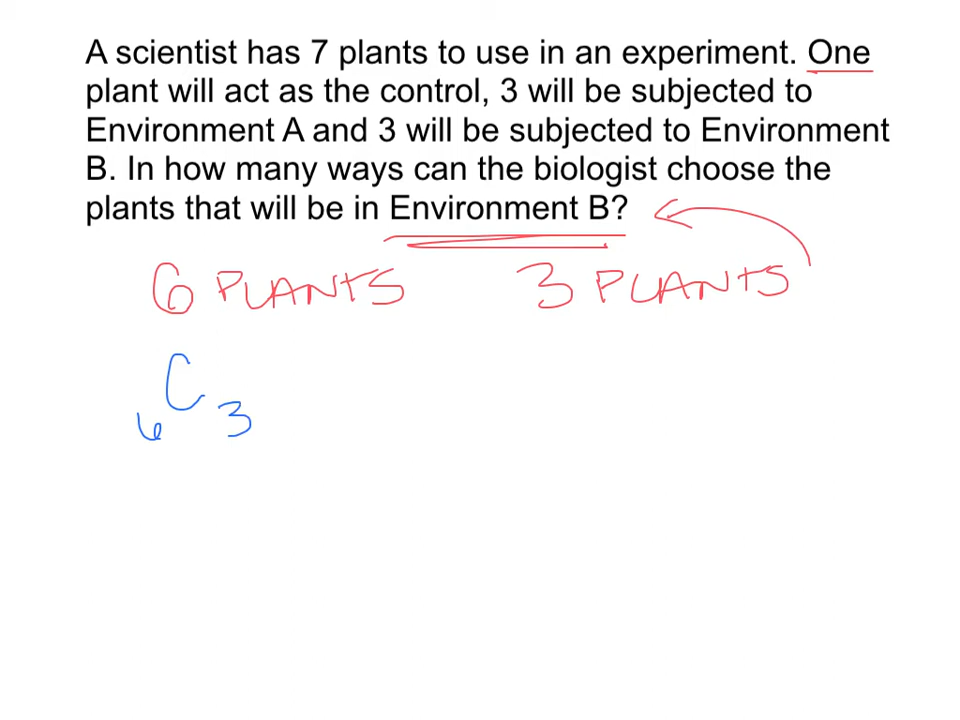 A scientist has 7 plants to use in an experiment. One
plant will act as the control, 3 will be subjected to
Environment A and 3 will be subjected to Environment
B. In how many ways can the biologist choose the
plants that will be in Environment B?
6 PLANTS 3 PLANTS
6C3